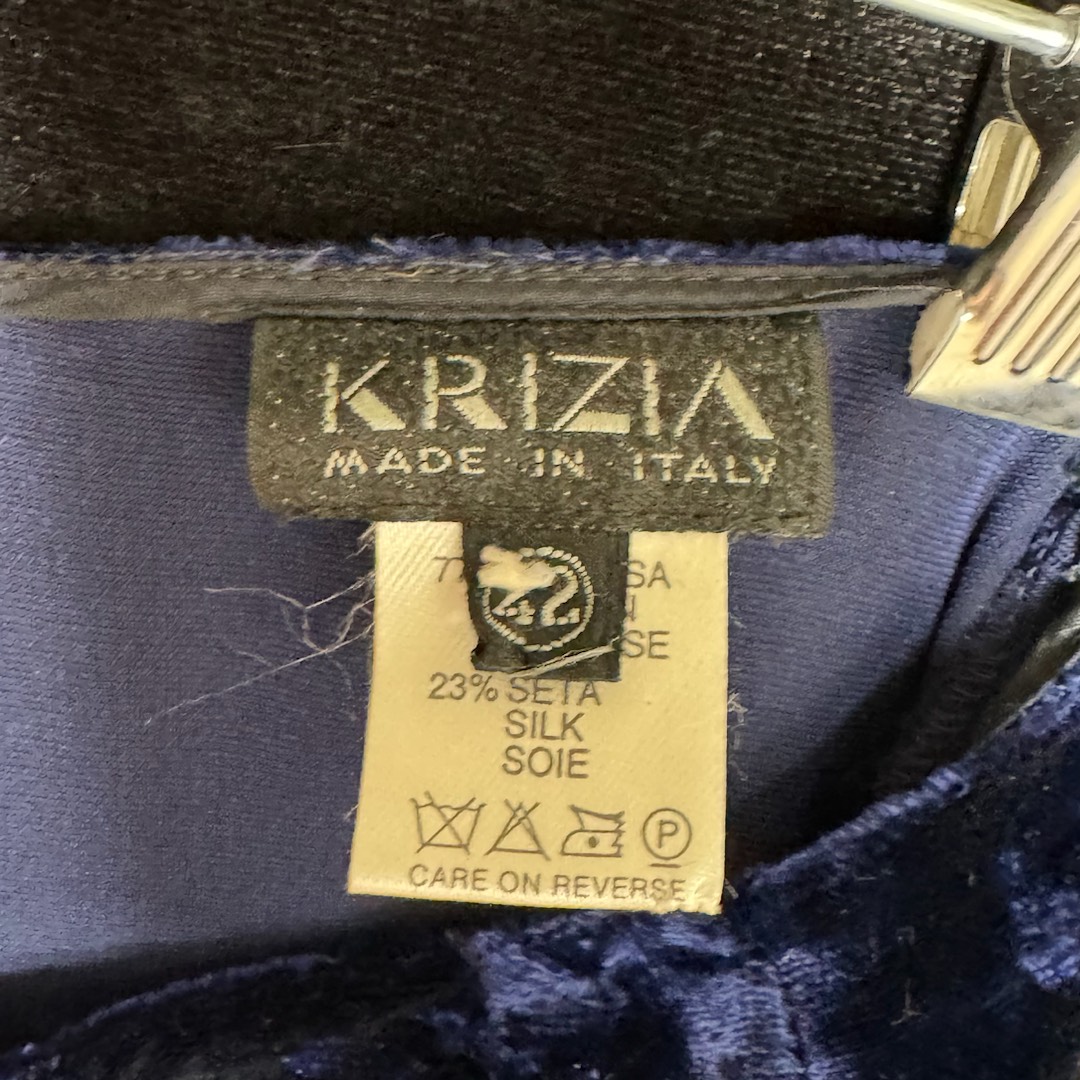 KRIZIA
MADE IN ITALY
42
23% SETA
SILK
SOIE
P
CARE ON REVERSE